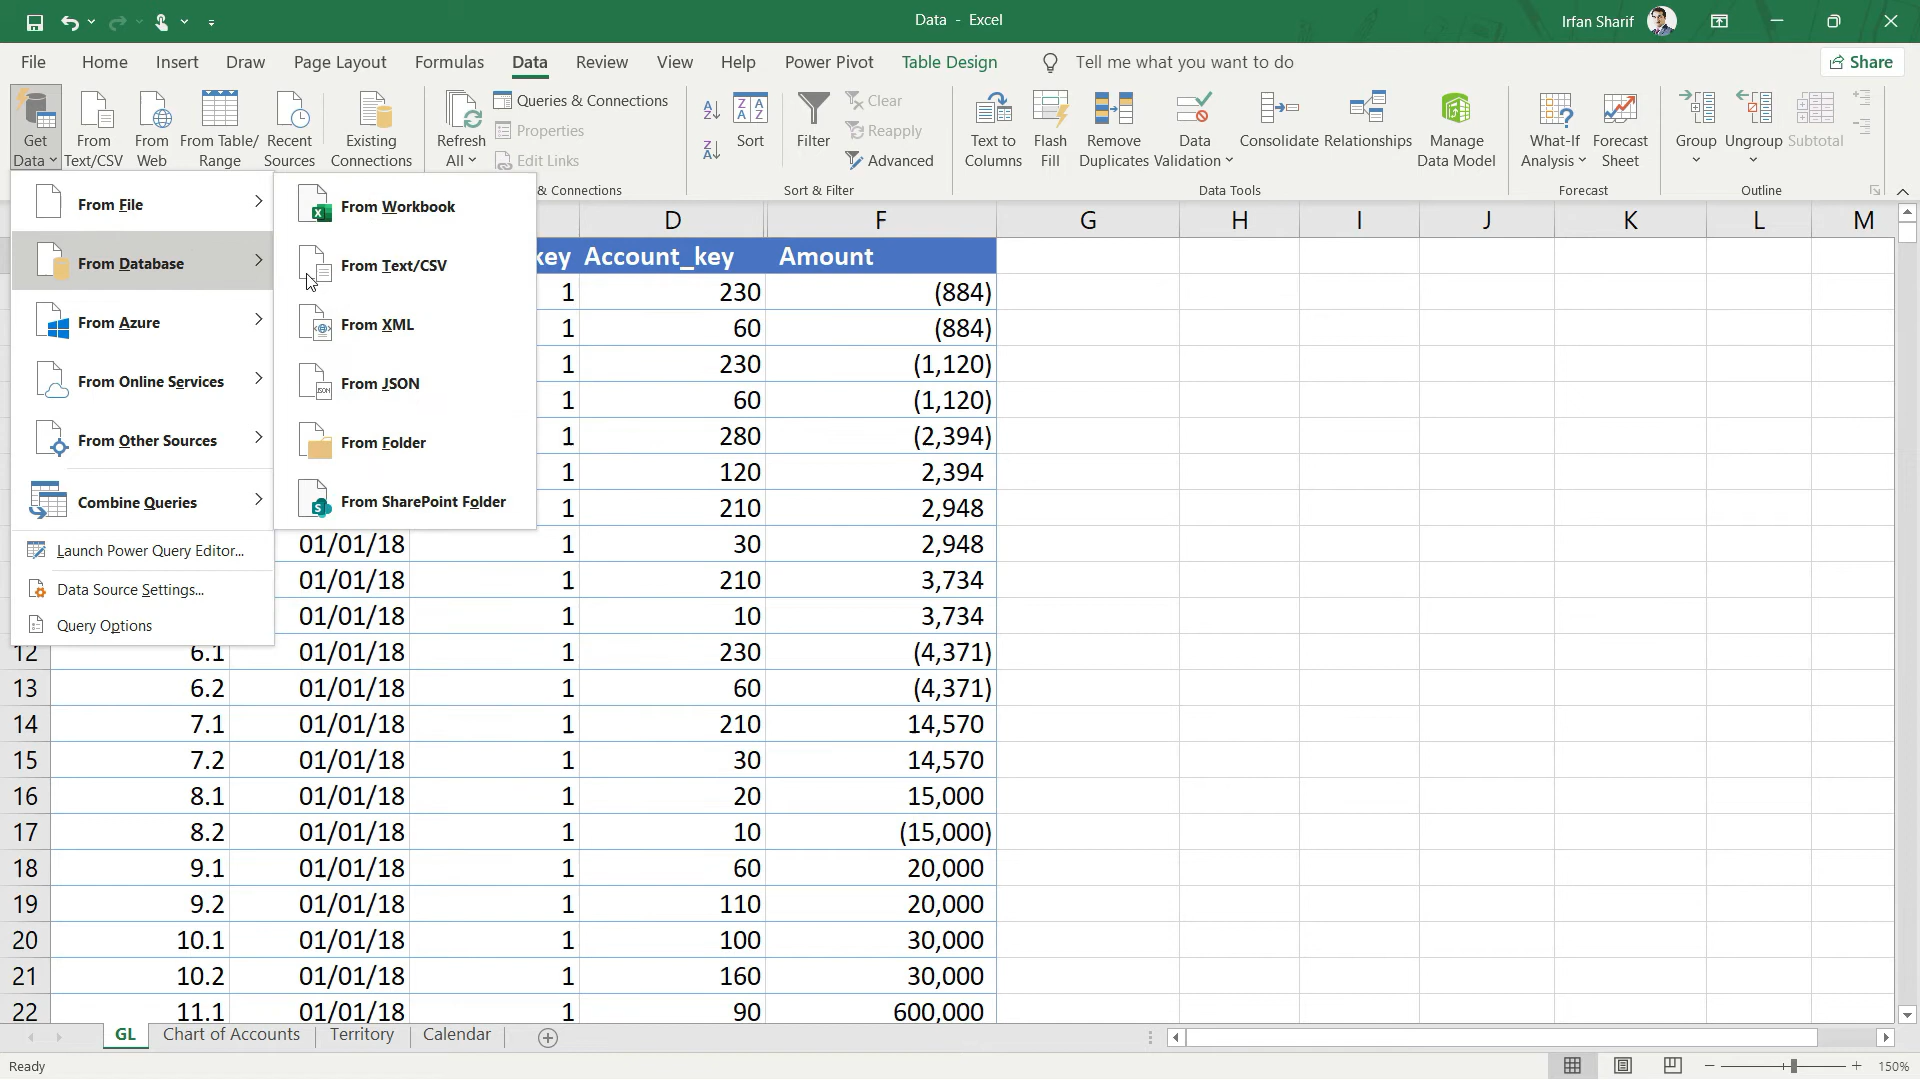 Data - Excel
Irfan Sharif
File Home Insert Draw Page Layout Formulas Data Review View Help Power Pivot Table Design Tell me what you want to do Share
Get Data
From Text/CSV
From Web
From Table/ Range
Recent Sources
Existing Connections
Refresh All
Queries & Connections
Properties
Edit Links
Sort
Filter
Clear
Reapply
Advanced
Text to Columns
Flash Fill
Remove Duplicates
Data Validation
Consolidate
Relationships
Manage Data Model
What-If Analysis
Forecast Sheet
Group
Ungroup
Subtotal
& Connections
Sort & Filter
Data Tools
Forecast
Outline
From File
From Database
From Azure
From Online Services
From Other Sources
Combine Queries
Launch Power Query Editor...
Data Source Settings...
Query Options
From Workbook
From Text/CSV
From XML
From JSON
From Folder
From SharePoint Folder
D F G H I J K L M
key Account_key Amount
1 230 (884)
1 60 (884)
1 230 (1,120)
1 60 (1,120)
1 280 (2,394)
1 120 2,394
1 210 2,948
01/01/18 1 30 2,948
01/01/18 1 210 3,734
01/01/18 1 10 3,734
12 6.1 01/01/18 1 230 (4,371)
13 6.2 01/01/18 1 60 (4,371)
14 7.1 01/01/18 1 210 14,570
15 7.2 01/01/18 1 30 14,570
16 8.1 01/01/18 1 20 15,000
17 8.2 01/01/18 1 10 (15,000)
18 9.1 01/01/18 1 60 20,000
19 9.2 01/01/18 1 110 20,000
20 10.1 01/01/18 1 100 30,000
21 10.2 01/01/18 1 160 30,000
22 11.1 01/01/18 1 90 600,000
GL Chart of Accounts Territory Calendar
Ready
150%